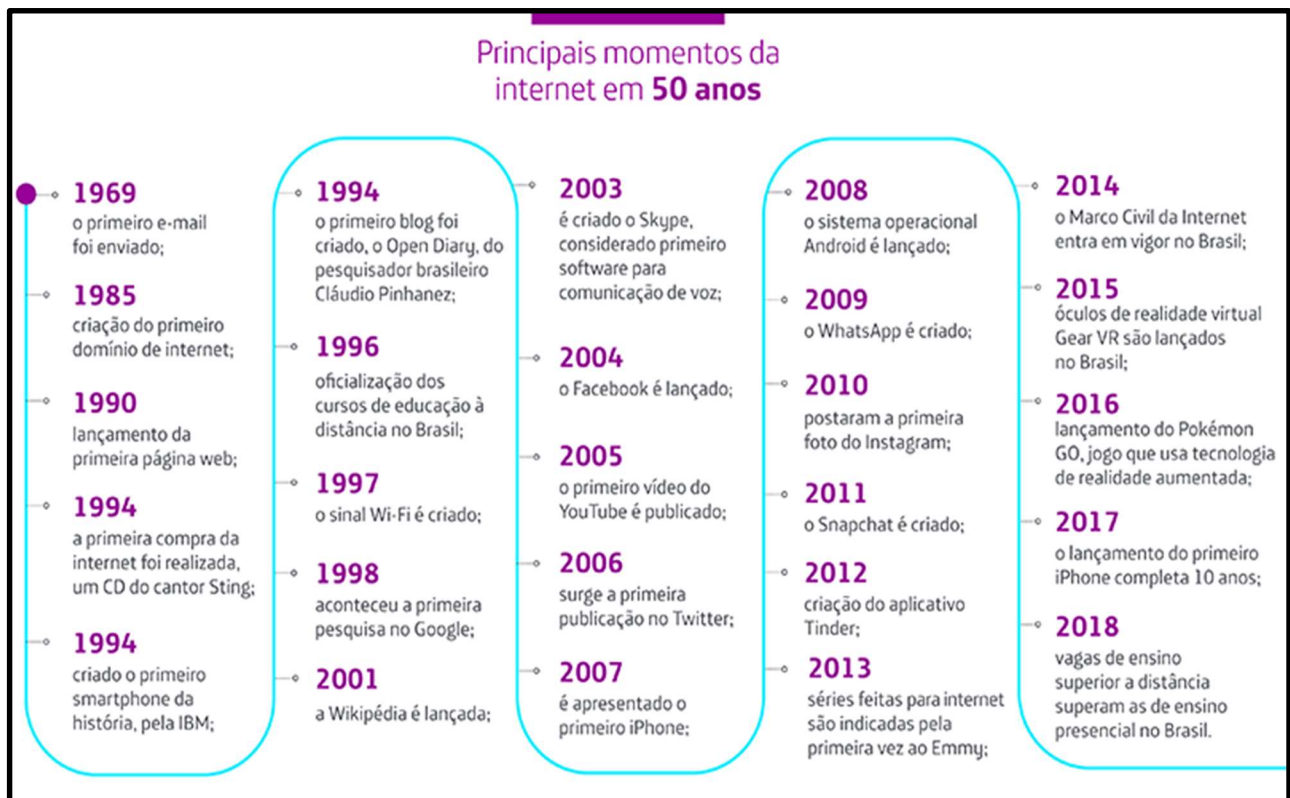 Principais momentos da
internet em 50 anos
1969
o primeiro e-mail
foi enviado;
1985
criação do primeiro
domínio de internet;
1990
lançamento da
primeira página web;
1994
a primeira compra da
internet foi realizada,
um CD do cantor Sting;
1994
criado o primeiro
smartphone da
história, pela IBM;
1994
o primeiro blog foi
criado, o Open Diary, do
pesquisador brasileiro
Cláudio Pinhanez;
1996
oficialização dos
cursos de educação à
distância no Brasil;
1997
o sinal Wi-Fi é criado;
1998
aconteceu a primeira
pesquisa no Google;
2001
a Wikipédia é lançada;
2003
é criado o Skype,
considerado primeiro
software para
comunicação de voz;
2004
o Facebook é lançado;
2005
o primeiro vídeo do
YouTube é publicado;
2006
surge a primeira
publicação no Twitter;
2007
é apresentado o
primeiro iPhone;
2008
o sistema operacional
Android é lançado;
2009
o WhatsApp é criado;
2010
postaram a primeira
foto do Instagram;
2011
o Snapchat é criado;
2012
criação do aplicativo
Tinder;
2013
séries feitas para internet
são indicadas pela
primeira vez ao Emmy;
2014
o Marco Civil da Internet
entra em vigor no Brasil;
2015
óculos de realidade virtual
Gear VR são lançados
no Brasil;
2016
lançamento do Pokémon
GO, jogo que usa tecnologia
de realidade aumentada;
2017
o lançamento do primeiro
iPhone completa 10 anos;
2018
vagas de ensino
superior a distância
superam as de ensino
presencial no Brasil.